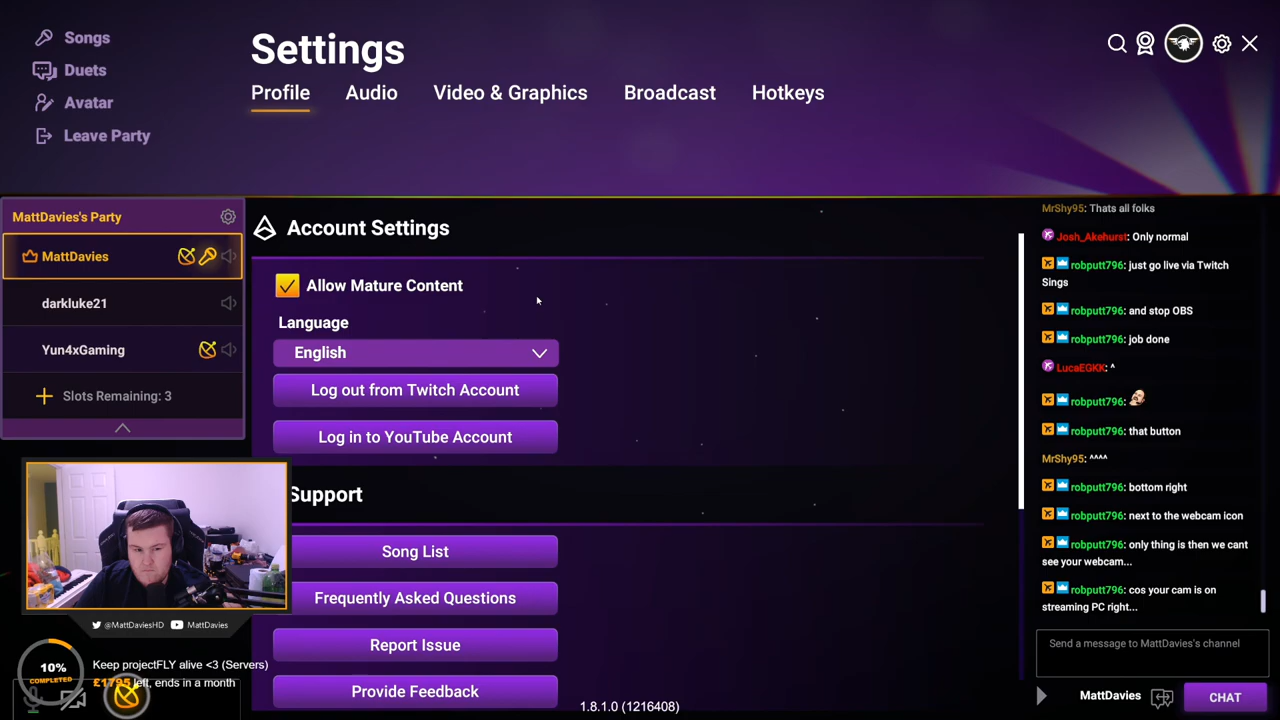 Songs
Duets
Avatar
Leave Party
Settings
Profile
Audio
Video & Graphics
Broadcast
Hotkeys
MattDavies's Party
MattDavies
darkluke21
Yun4xGaming
Slots Remaining: 3
Account Settings
Allow Mature Content
Language
English
Log out from Twitch Account
Log in to YouTube Account
Support
Song List
Frequently Asked Questions
Report Issue
Provide Feedback
1.8.1.0 (1216408)
@MattDaviesHD
MattDavies
10%
COMPLETED
Keep projectFLY alive <3 (Servers)
£1795 left, ends in a month
MrShy95: Thats all folks
Josh_Akehurst: Only normal
robputt796: just go live via Twitch
Sings
robputt796: and stop OBS
robputt796: job done
LucaEGKK: ^
robputt796:
robputt796: that button
MrShy95: ^^^^
robputt796: bottom right
robputt796: next to the webcam icon
robputt796: only thing is then we cant
see your webcam...
robputt796: cos your cam is on
streaming PC right...
Send a message to MattDavies's channel
MattDavies
CHAT